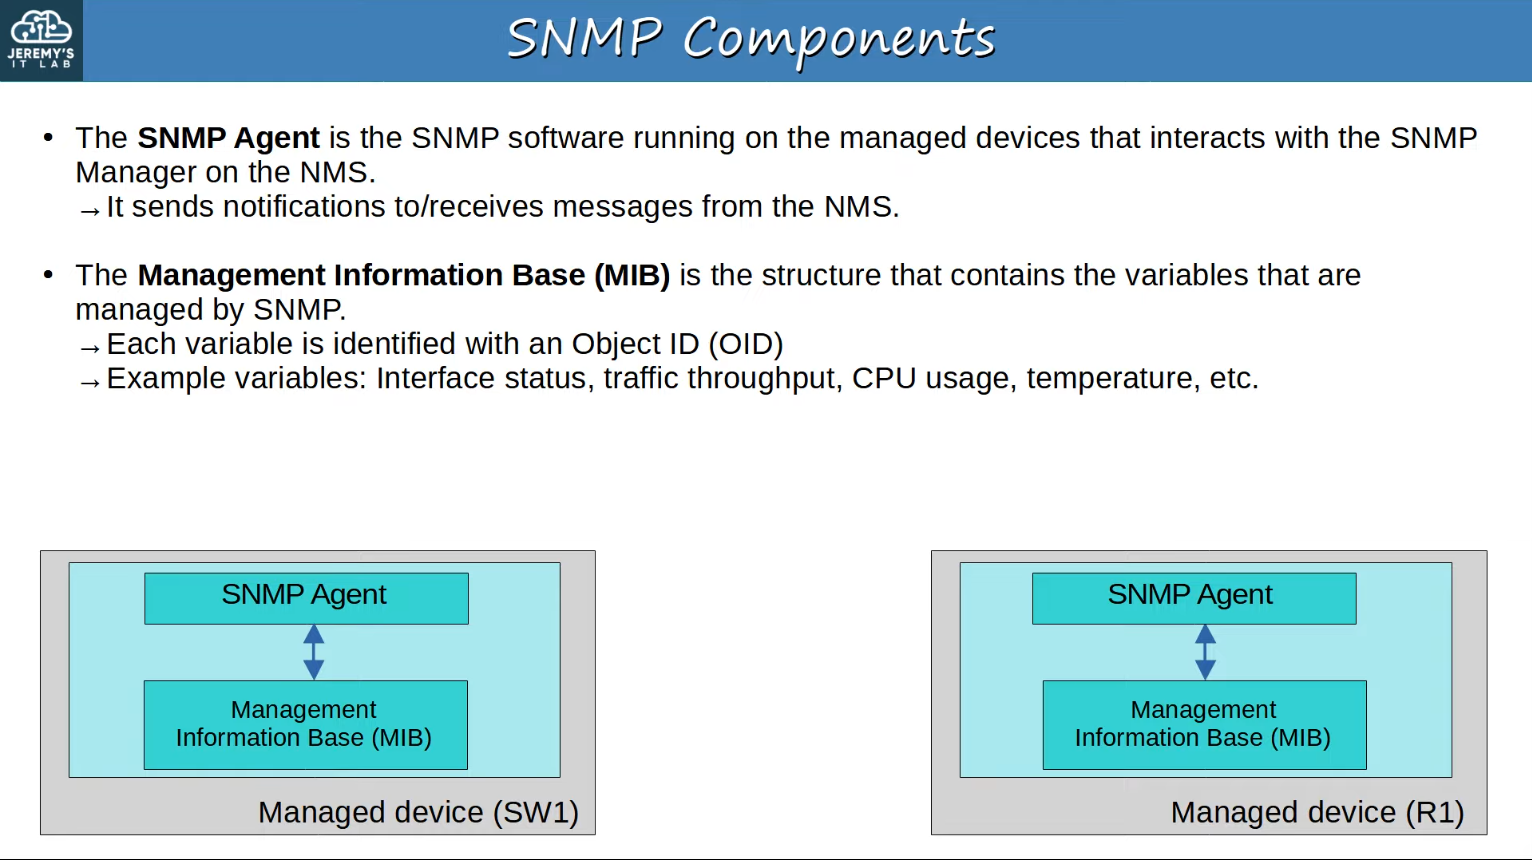 JEREMY'S
IT LAB
SNMP Components
• The SNMP Agent is the SNMP software running on the managed devices that interacts with the SNMP
Manager on the NMS.
→It sends notifications to/receives messages from the NMS.
• The Management Information Base (MIB) is the structure that contains the variables that are
managed by SNMP.
→Each variable is identified with an Object ID (OID)
→Example variables: Interface status, traffic throughput, CPU usage, temperature, etc.
SNMP Agent
Management
Information Base (MIB)
Managed device (SW1)
SNMP Agent
Management
Information Base (MIB)
Managed device (R1)